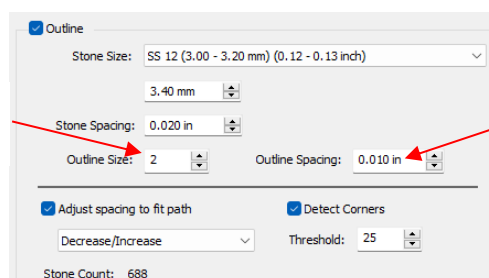 Outline
Stone Size: SS 12 (3.00 - 3.20 mm) (0.12 - 0.13 inch)
3.40 mm
Stone Spacing: 0.020 in
Outline Size: 2 Outline Spacing: 0.010 in
Adjust spacing to fit path Detect Corners
Decrease/Increase Threshold: 25
Stone Count: 688